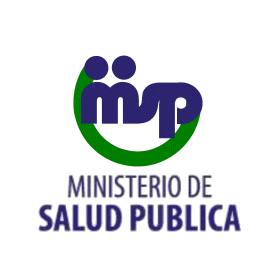 msp
MINISTERIO DE
SALUD PUBLICA